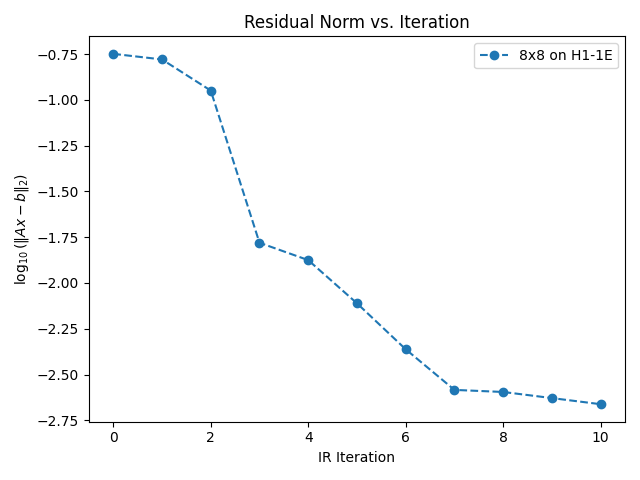 Residual Norm vs. Iteration
8x8 on H1-1E
log₁₀(‖Ax − b‖₂)
−0.75
−1.00
−1.25
−1.50
−1.75
−2.00
−2.25
−2.50
−2.75
0 2 4 6 8 10
IR Iteration